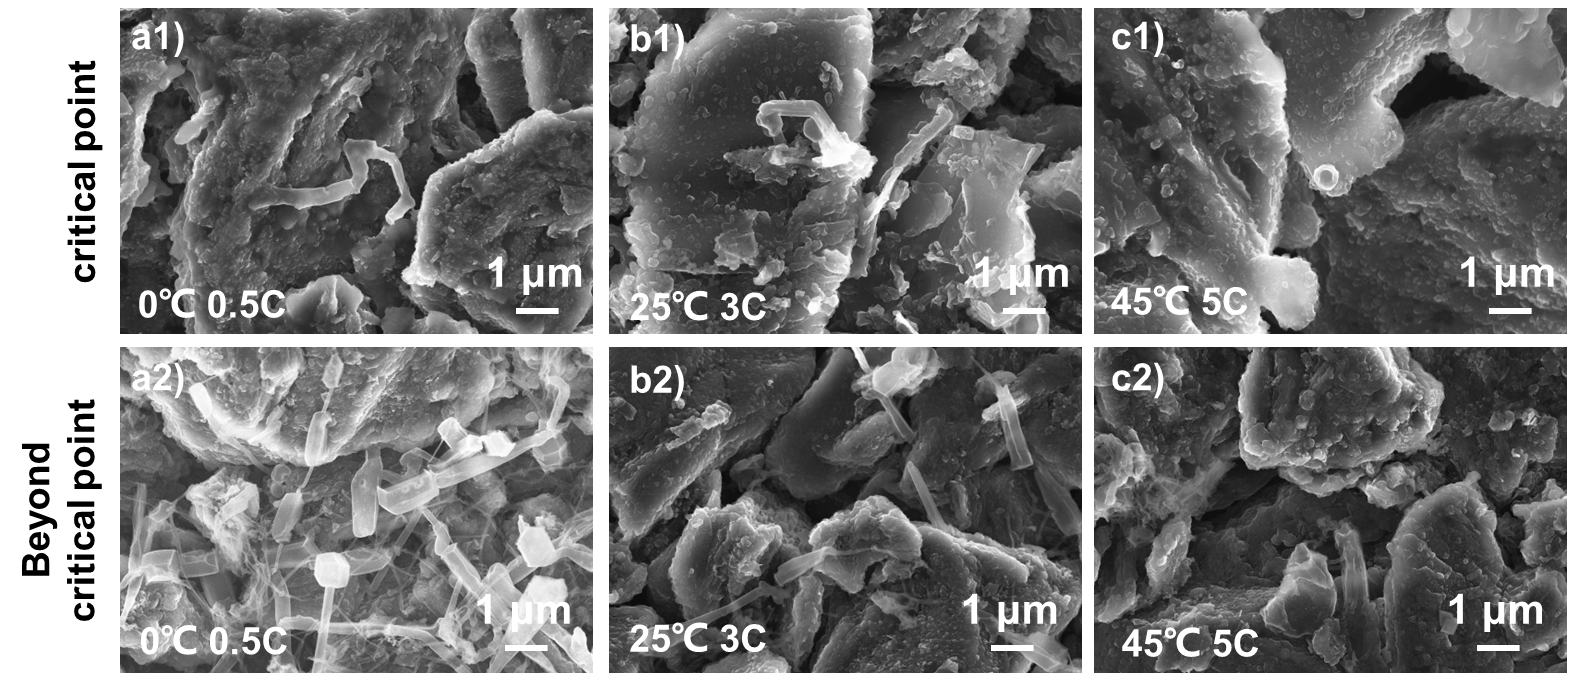 critical point
a1)
0℃ 0.5C
1 μm
b1)
25℃ 3C
1 μm
c1)
45℃ 5C
1 μm
Beyond
critical point
a2)
0℃ 0.5C
1 μm
b2)
25℃ 3C
1 μm
c2)
45℃ 5C
1 μm